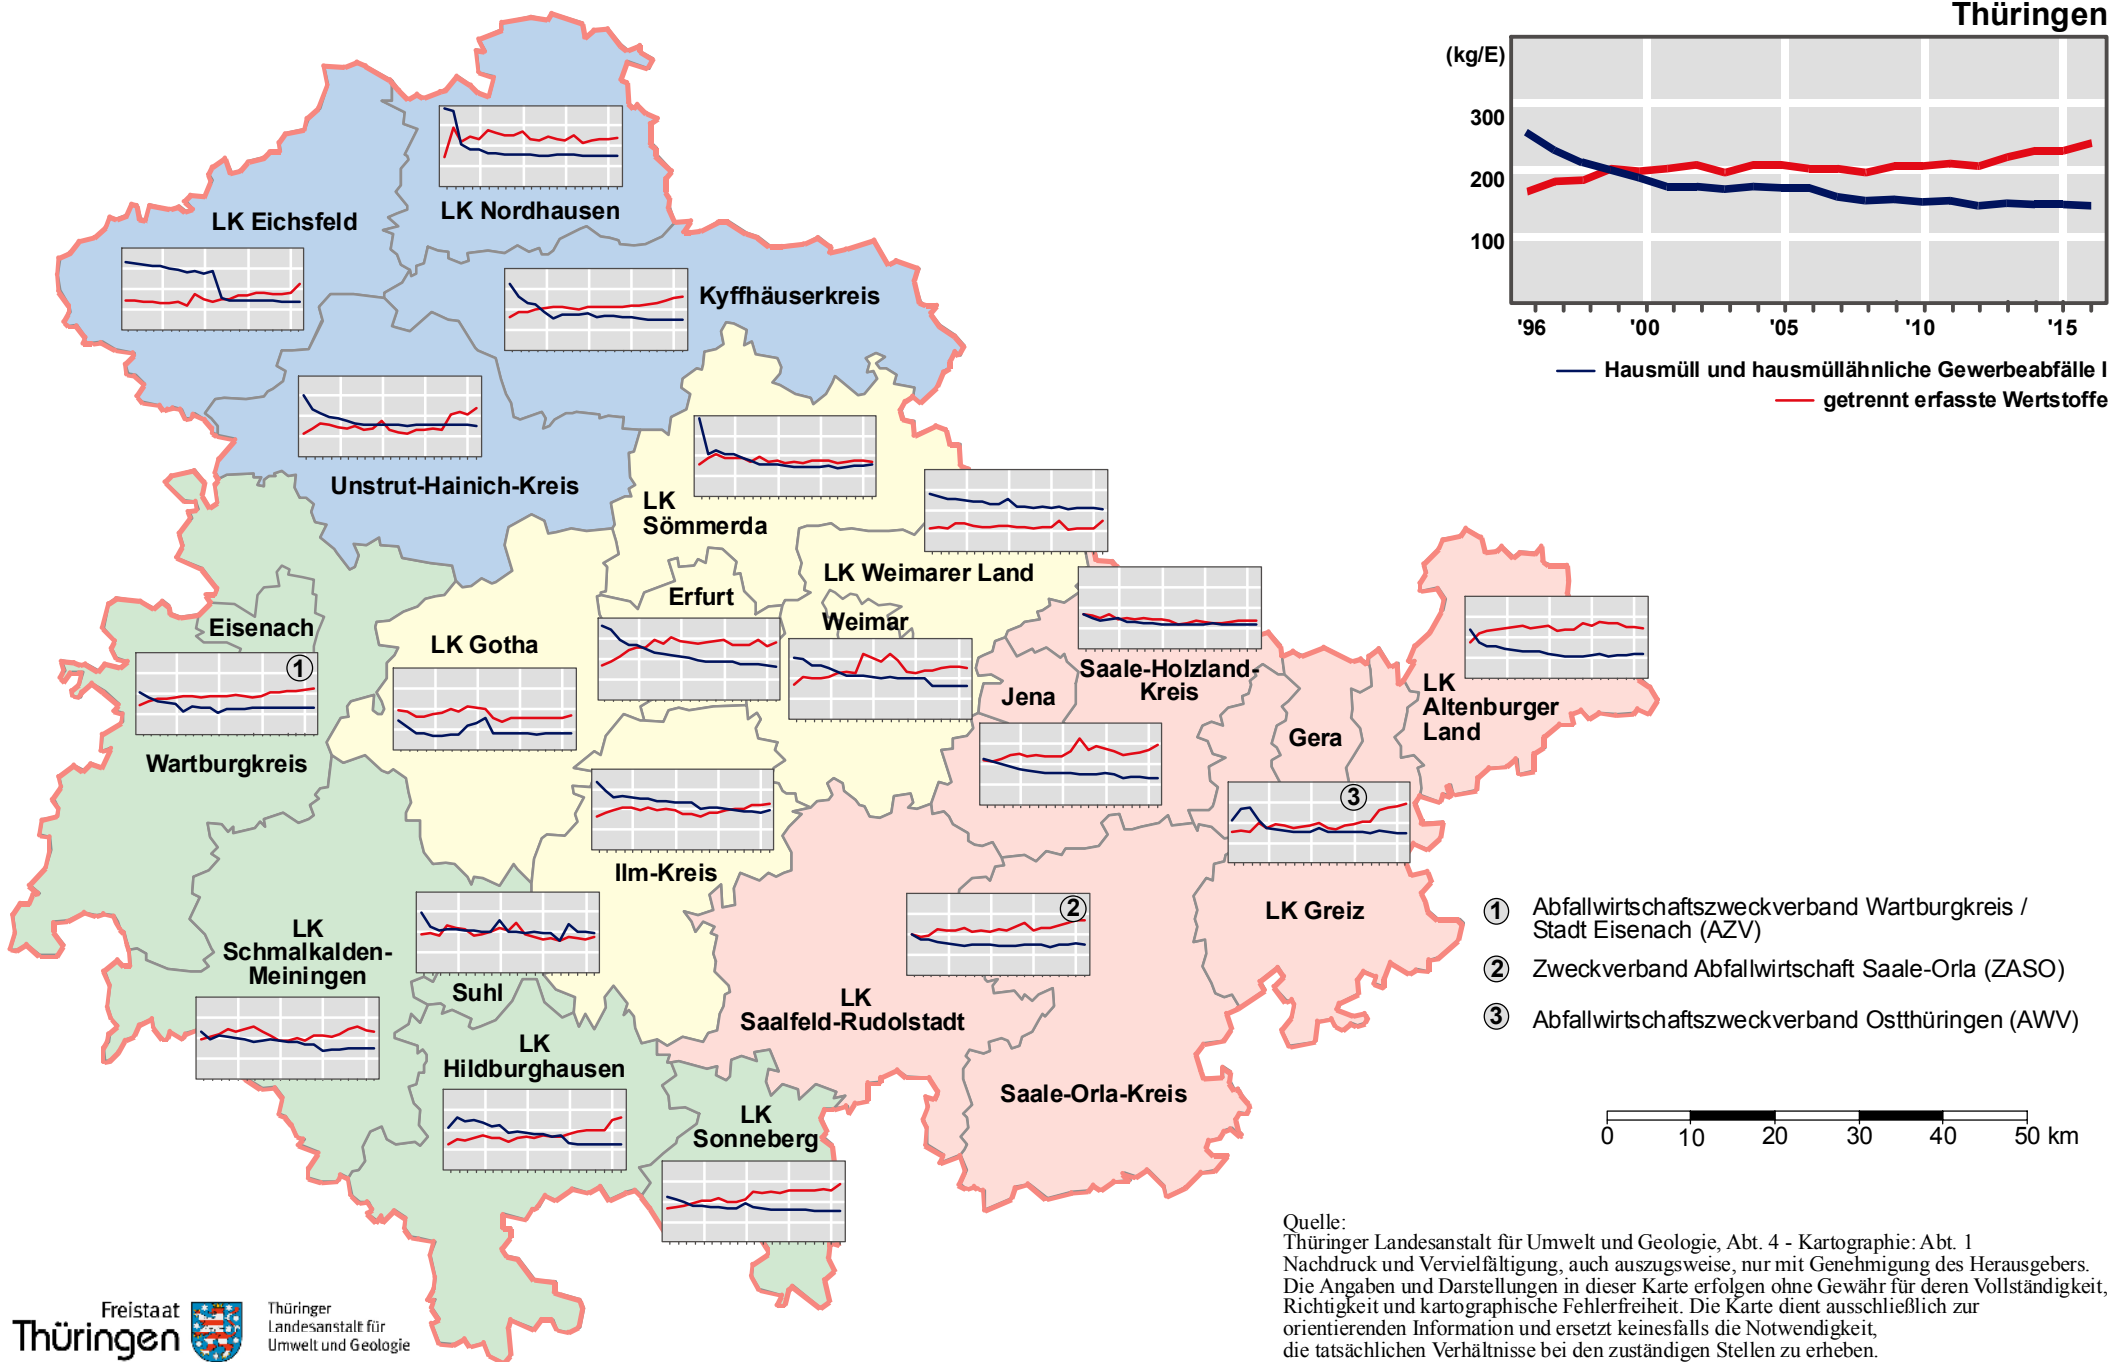 Thüringen
(kg/E)
300
200
100
'96
'00
'05
'10
'15
Hausmüll und hausmüllähnliche Gewerbeabfälle I
getrennt erfasste Wertstoffe
LK Eichsfeld
LK Nordhausen
Kyffhäuserkreis
Unstrut-Hainich-Kreis
LK
Sömmerda
LK Weimarer Land
Erfurt
Weimar
Eisenach
LK Gotha
1
Wartburgkreis
Jena
Saale-Holzland-
Kreis
Gera
LK
Altenburger
Land
3
Ilm-Kreis
LK Greiz
2
LK
Schmalkalden-
Meiningen
Suhl
LK
Saalfeld-Rudolstadt
LK
Hildburghausen
Saale-Orla-Kreis
LK
Sonneberg
1 Abfallwirtschaftszweckverband Wartburgkreis /
Stadt Eisenach (AZV)
2 Zweckverband Abfallwirtschaft Saale-Orla (ZASO)
3 Abfallwirtschaftszweckverband Ostthüringen (AWV)
0 10 20 30 40 50 km
Quelle:
Thüringer Landesanstalt für Umwelt und Geologie, Abt. 4 - Kartographie: Abt. 1
Nachdruck und Vervielfältigung, auch auszugsweise, nur mit Genehmigung des Herausgebers.
Die Angaben und Darstellungen in dieser Karte erfolgen ohne Gewähr für deren Vollständigkeit,
Richtigkeit und kartographische Fehlerfreiheit. Die Karte dient ausschließlich zur
orientierenden Information und ersetzt keinesfalls die Notwendigkeit,
die tatsächlichen Verhältnisse bei den zuständigen Stellen zu erheben.
Freistaat
Thüringen
Thüringer
Landesanstalt für
Umwelt und Geologie